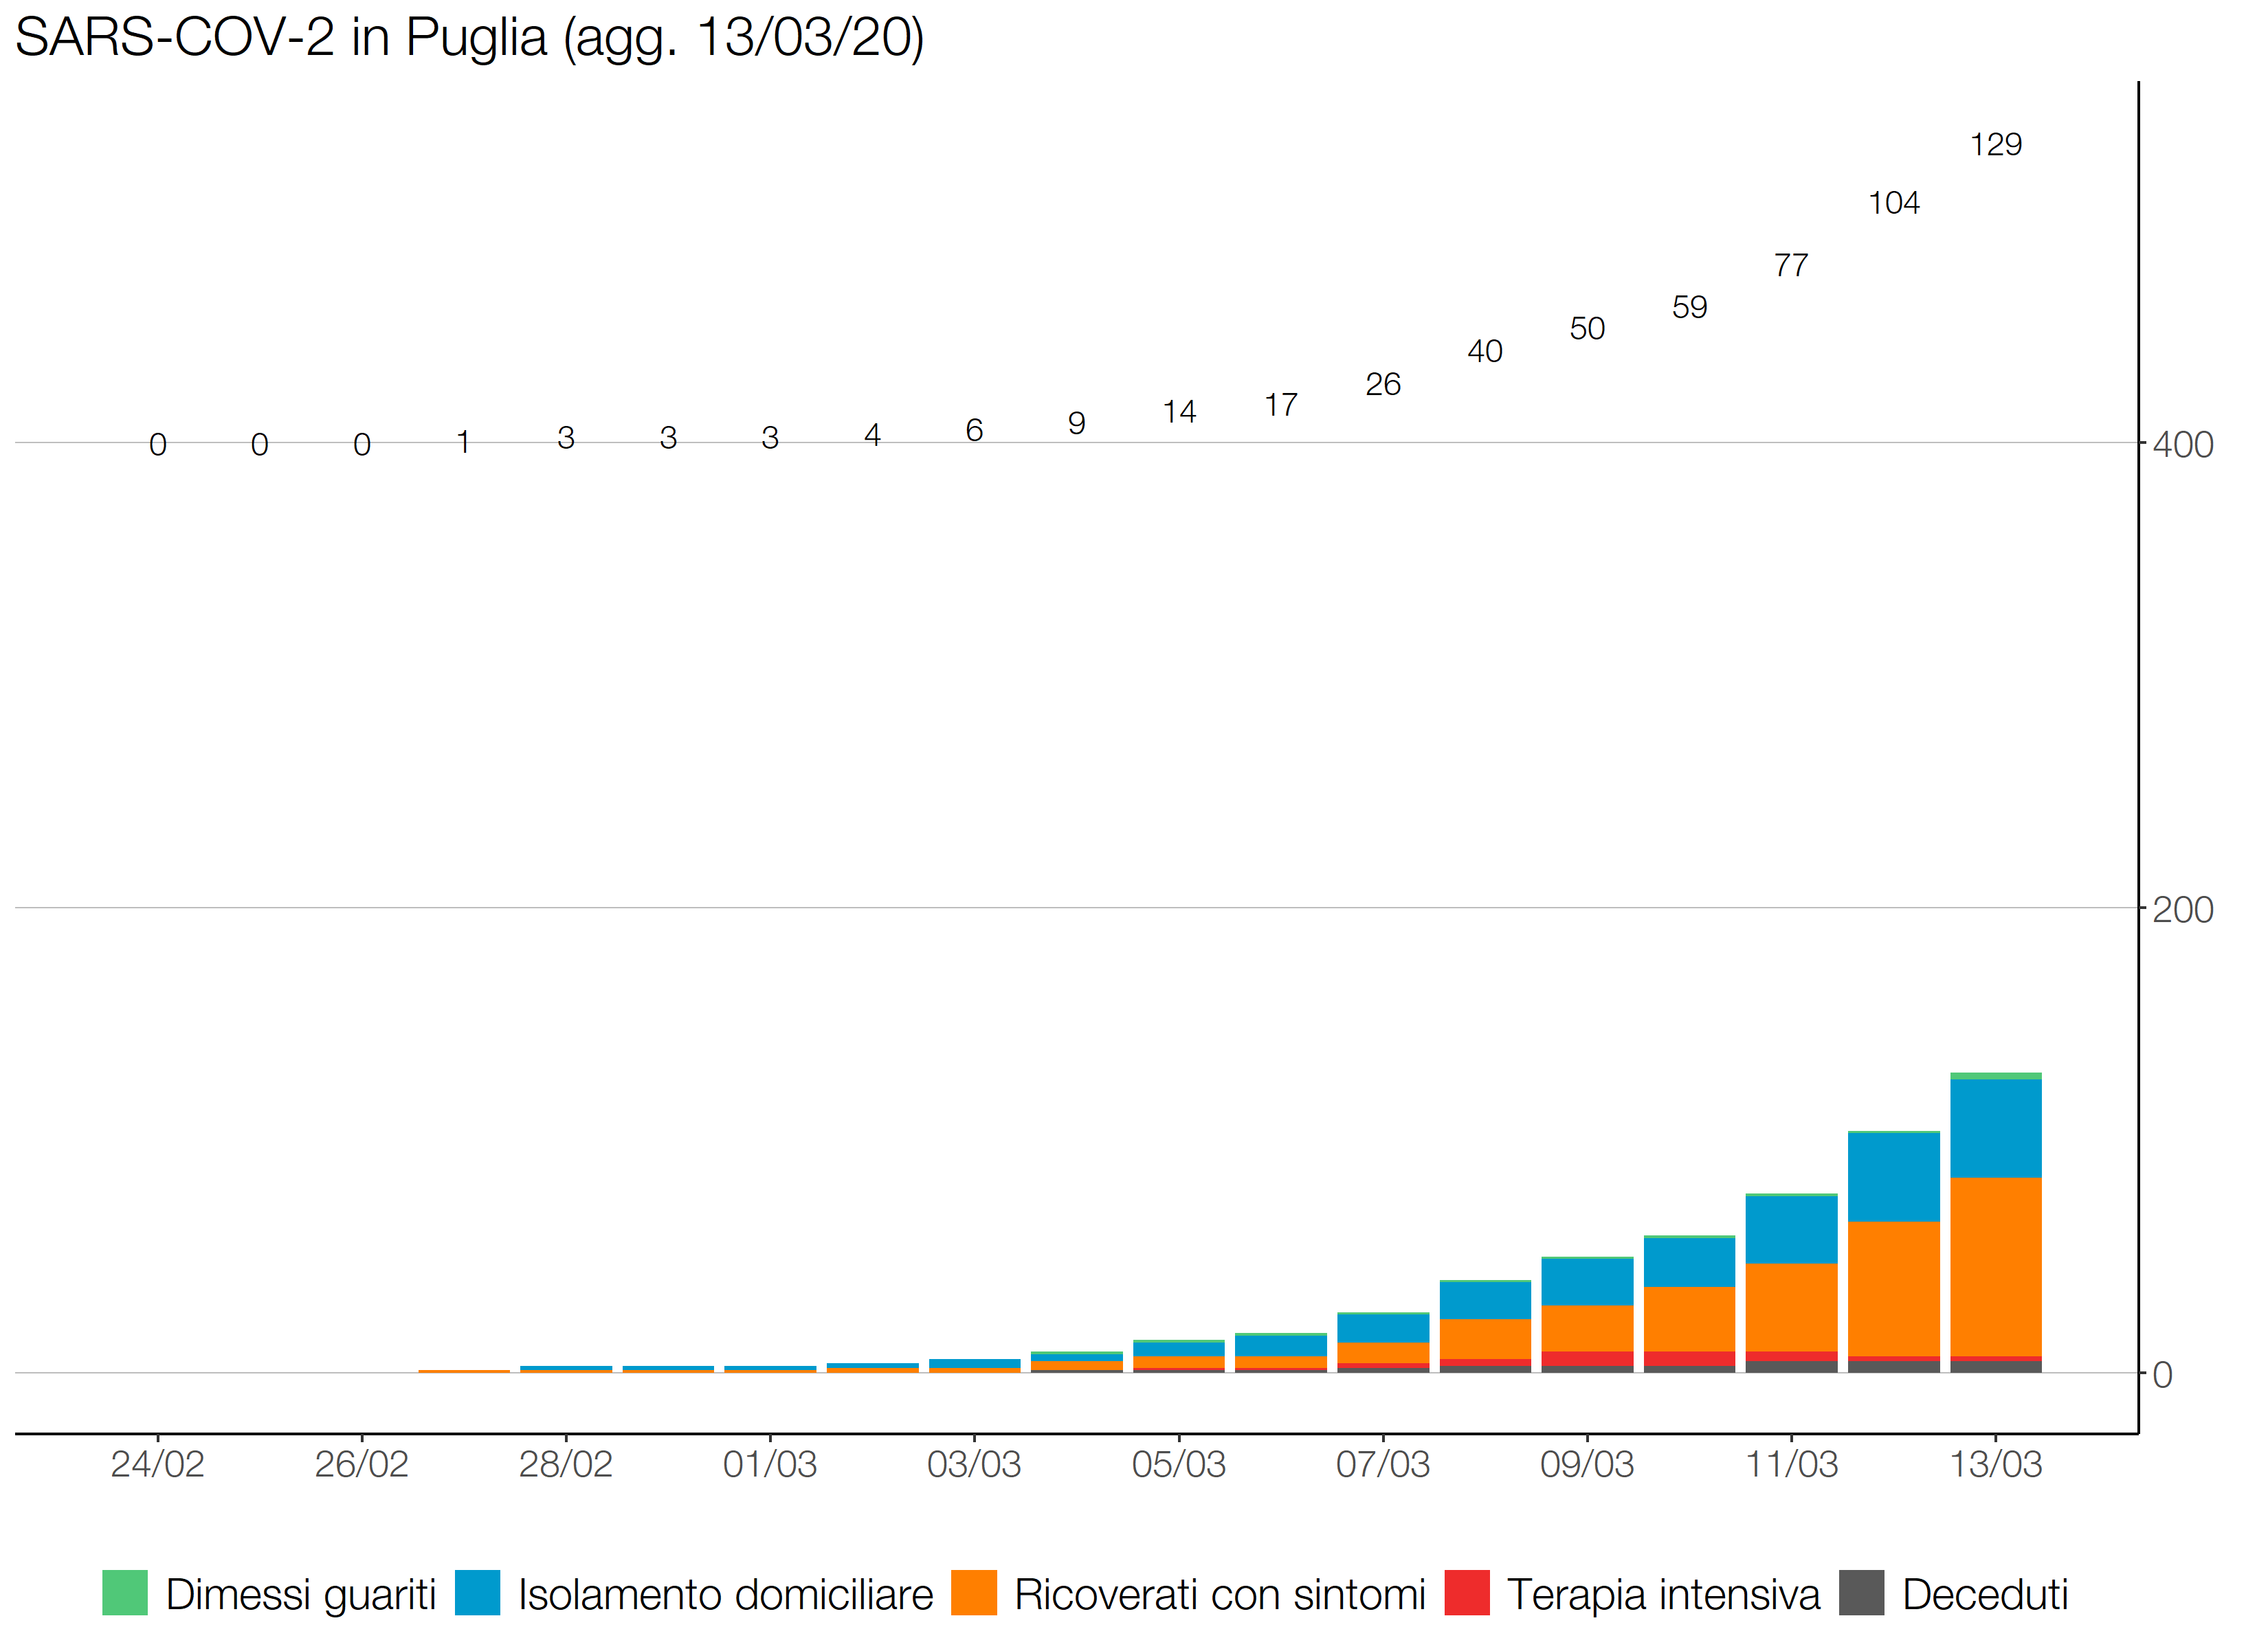 SARS-COV-2 in Puglia (agg. 13/03/20)
129
104
77
59
50
40
26
0 0 0 1 3 3 3 4 6 9 14 17
400
200
0
24/02 26/02 28/02 01/03 03/03 05/03 07/03 09/03 11/03 13/03
Dimessi guariti Isolamento domiciliare Ricoverati con sintomi Terapia intensiva Deceduti